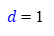 d = 1